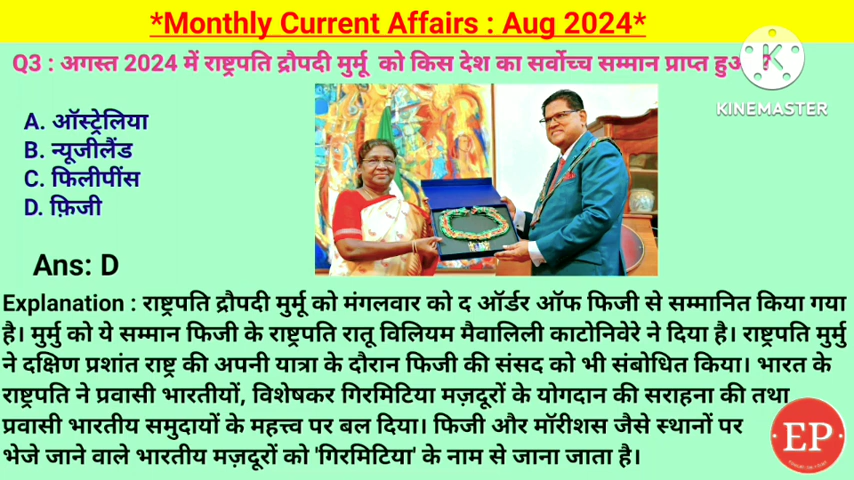 *Monthly Current Affairs : Aug 2024*
Q3 : अगस्त 2024 में राष्ट्रपति द्रौपदी मुर्मू को किस देश का सर्वोच्च सम्मान प्राप्त
K
KINEMASTER
A. ऑस्ट्रेलिया
B. न्यूजीलैंड
C. फिलीपींस
D. फ़िजी
Ans: D
Explanation : राष्ट्रपति द्रौपदी मुर्मू को मंगलवार को द ऑर्डर ऑफ फिजी से सम्मानित किया गया
है। मुर्मु को ये सम्मान फिजी के राष्ट्रपति रातू विलियम मैवालिली काटोनिवेरे ने दिया है। राष्ट्रपति मुर्मु
ने दक्षिण प्रशांत राष्ट्र की अपनी यात्रा के दौरान फिजी की संसद को भी संबोधित किया। भारत के
राष्ट्रपति ने प्रवासी भारतीयों, विशेषकर गिरमिटिया मज़दूरों के योगदान की सराहना की तथा
प्रवासी भारतीय समुदायों के महत्त्व पर बल दिया। फिजी और मॉरीशस जैसे स्थानों पर
भेजे जाने वाले भारतीय मज़दूरों को 'गिरमिटिया' के नाम से जाना जाता है।
EP